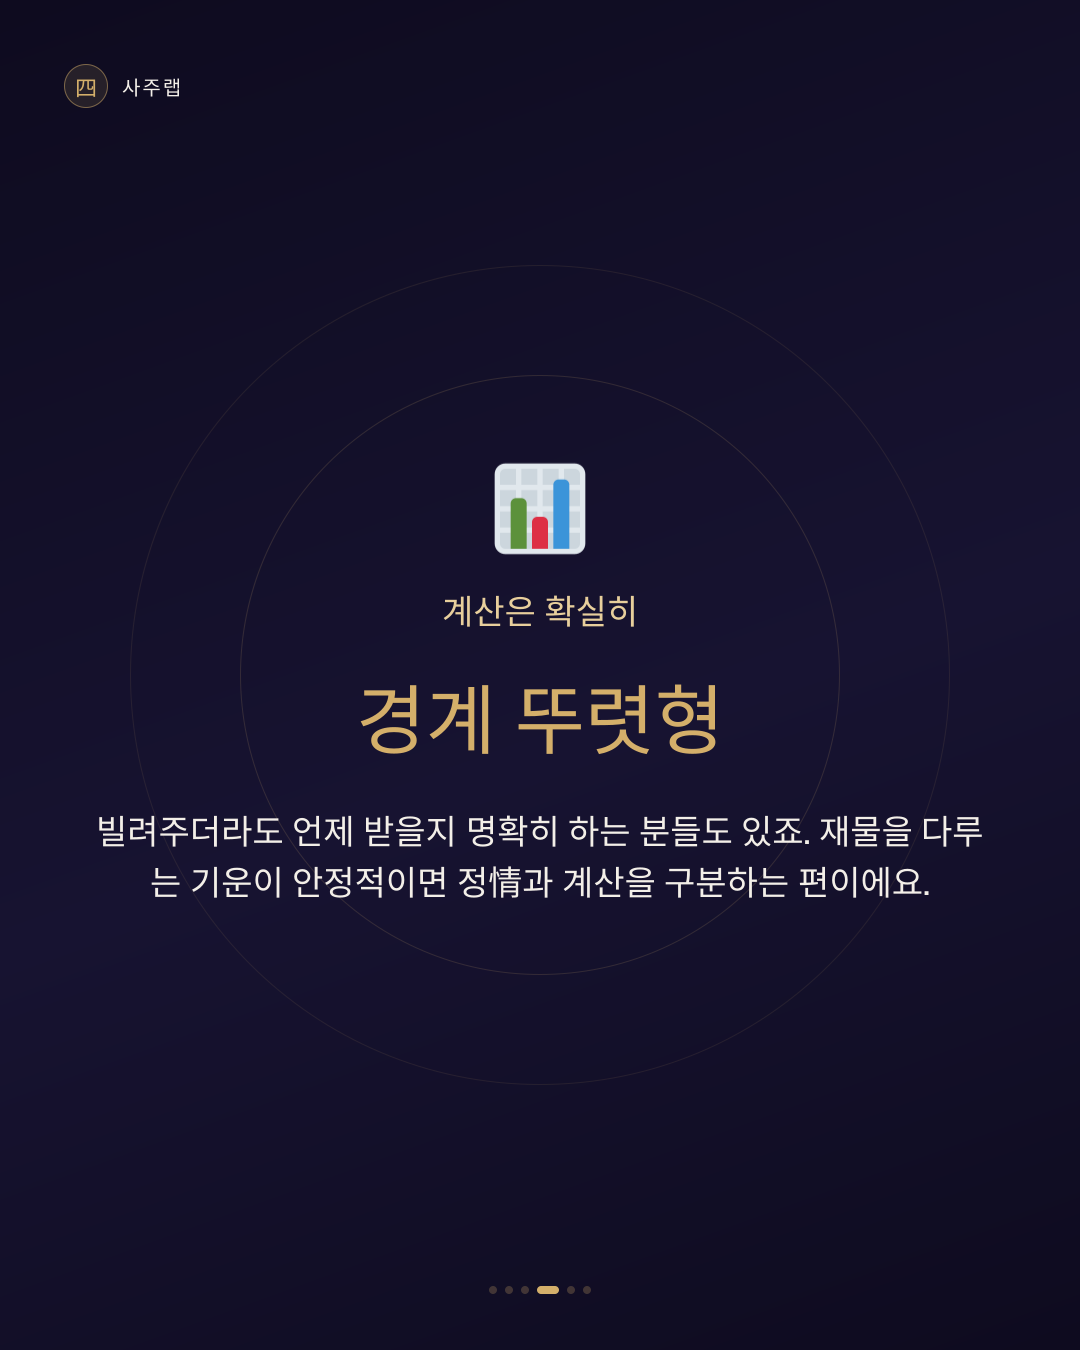 四 사주랩
계산은 확실히
경계 뚜렷형
빌려주더라도 언제 받을지 명확히 하는 분들도 있죠. 재물을 다루
는 기운이 안정적이면 정情과 계산을 구분하는 편이에요.